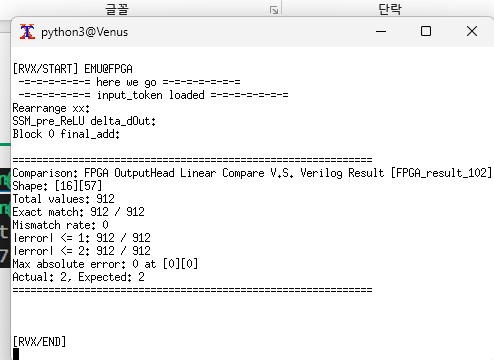 글꼴
단락
python3@Venus
[RVX/START] EMU@FPGA
-=-=-=-=-= here we go =-=-=-=-=-=
-=-=-=-=-= input_token loaded =-=-=-=-=-=
Rearrange xx:
SSM_pre_ReLU delta_dOut:
Block 0 final_add:
============================================================
Comparison: FPGA OutputHead Linear Compare V.S. Verilog Result [FPGA_result_102]
Shape: [16][57]
Total values: 912
Exact match: 912 / 912
Mismatch rate: 0
|error| <= 1: 912 / 912
|error| <= 2: 912 / 912
Max absolute error: 0 at [0][0]
Actual: 2, Expected: 2
============================================================
[RVX/END]